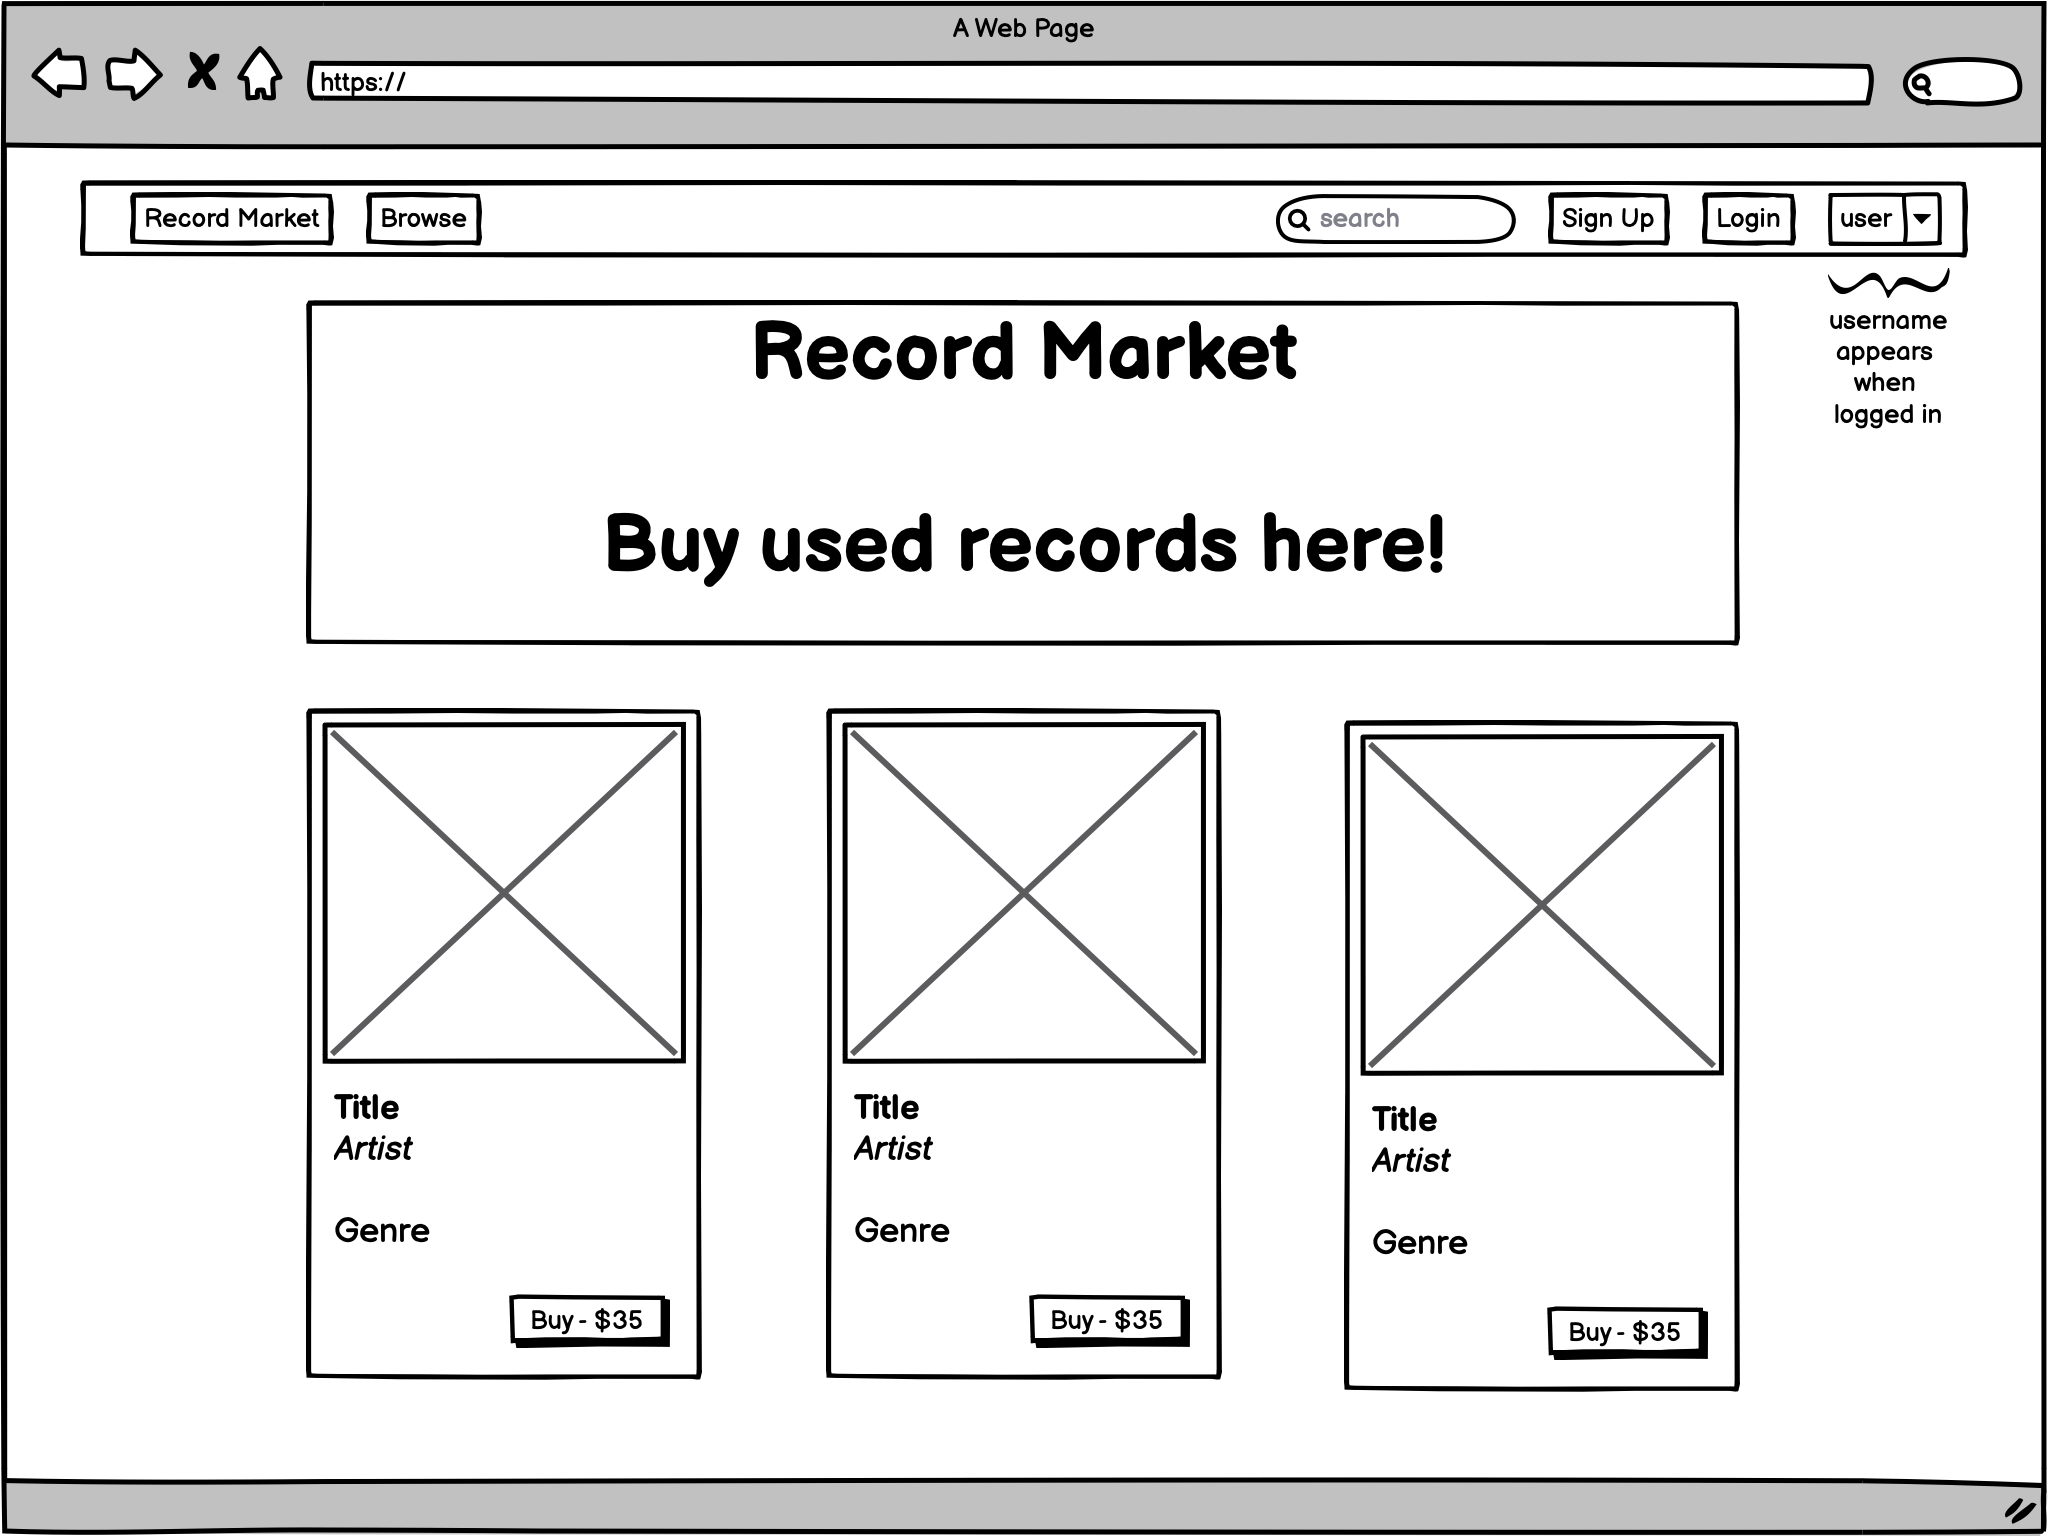 A Web Page
https://
Record Market Browse search Sign Up Login user
username
appears
when
logged in
Record Market
Buy used records here!
Title
Artist
Genre
Buy - $35
Title
Artist
Genre
Buy - $35
Title
Artist
Genre
Buy - $35